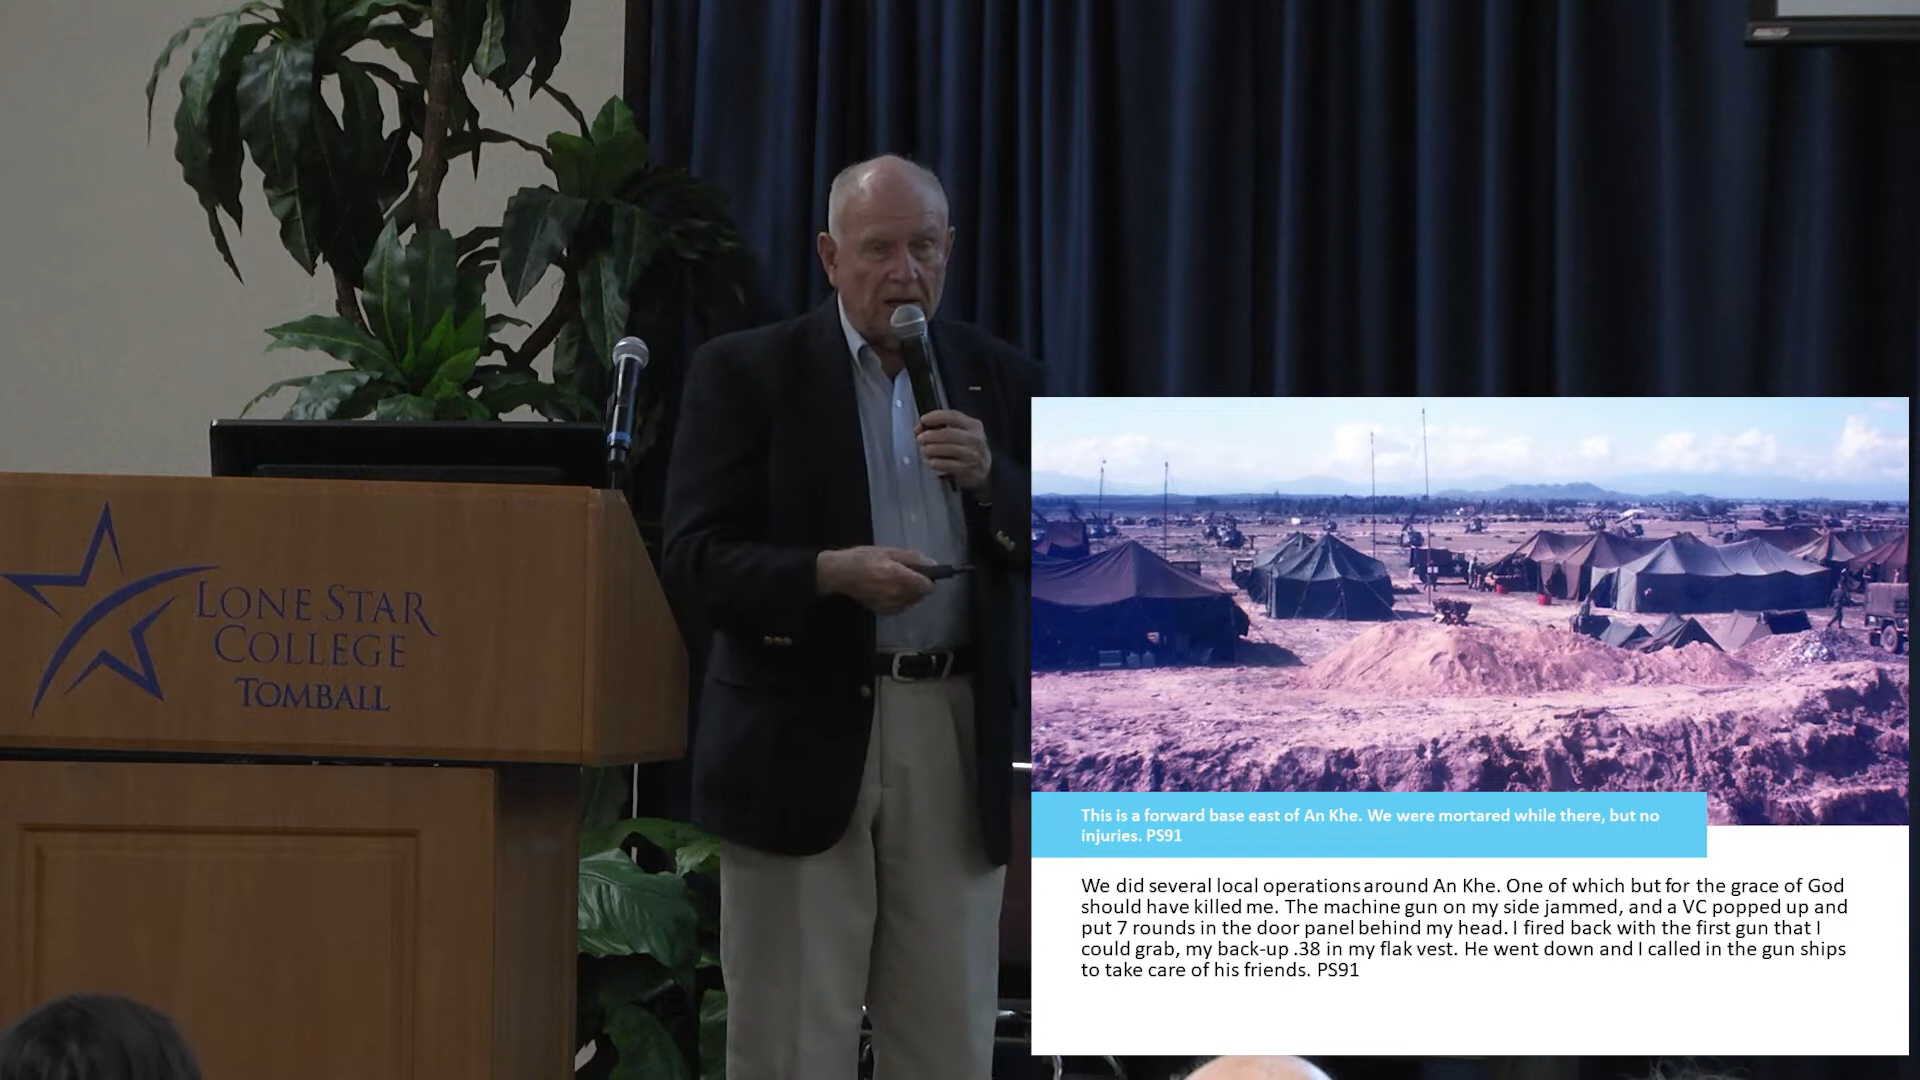 LONE STAR
COLLEGE
TOMBALL
This is a forward base east of An Khe. We were mortared while there, but no
injuries. PS91
We did several local operations around An Khe. One of which but for the grace of God
should have killed me. The machine gun on my side jammed, and a VC popped up and
put 7 rounds in the door panel behind my head. I fired back with the first gun that I
could grab, my back-up .38 in my flak vest. He went down and I called in the gun ships
to take care of his friends. PS91